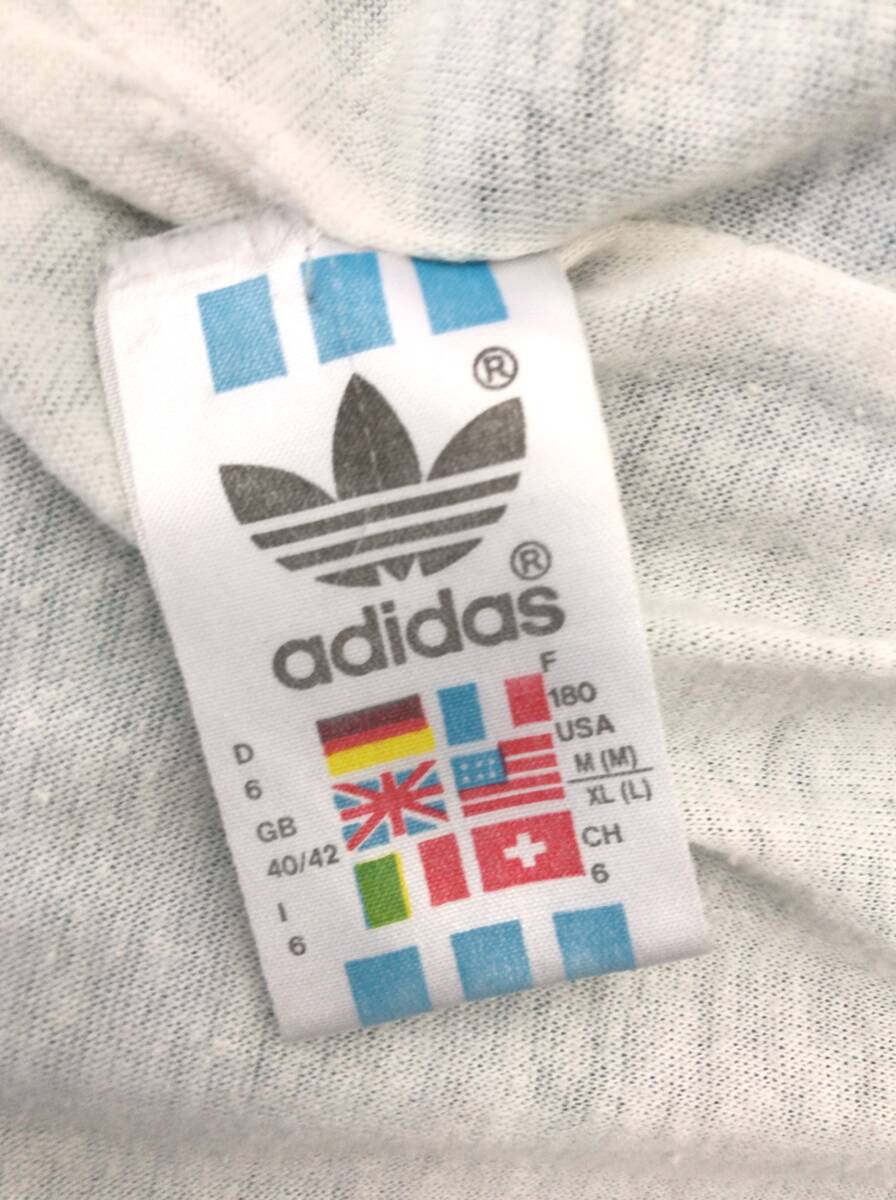 ®
adidas®
F
180
D
6
USA
M (M)
XL (L)
GB
40/42
CH
6
I
6